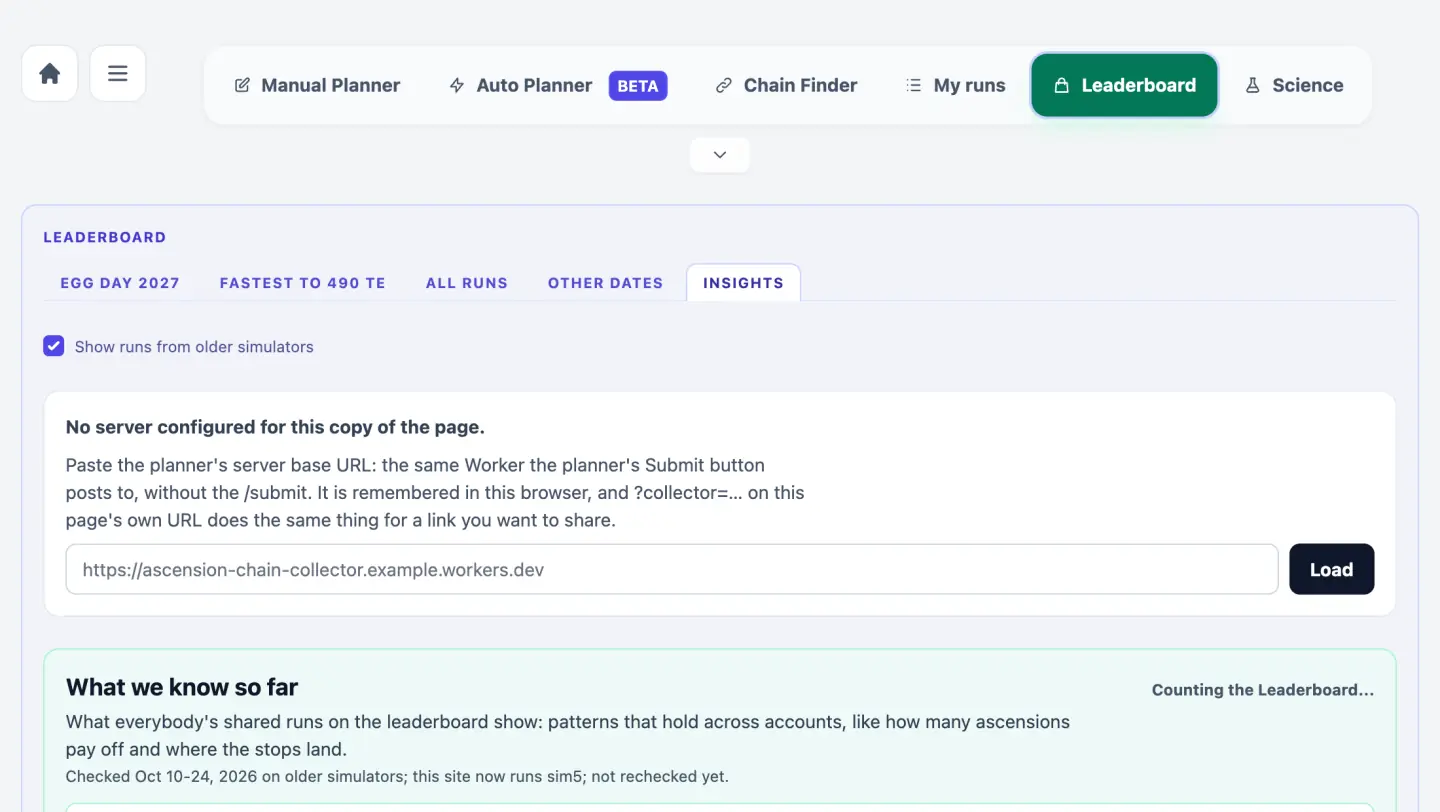 Manual Planner
Auto Planner BETA
Chain Finder
My runs
Leaderboard
Science
LEADERBOARD
EGG DAY 2027
FASTEST TO 490 TE
ALL RUNS
OTHER DATES
INSIGHTS
Show runs from older simulators
No server configured for this copy of the page.
Paste the planner's server base URL: the same Worker the planner's Submit button
posts to, without the /submit. It is remembered in this browser, and ?collector=... on this
page's own URL does the same thing for a link you want to share.
https://ascension-chain-collector.example.workers.dev
Load
What we know so far
Counting the Leaderboard...
What everybody's shared runs on the leaderboard show: patterns that hold across accounts, like how many ascensions
pay off and where the stops land.
Checked Oct 10-24, 2026 on older simulators; this site now runs sim5; not rechecked yet.